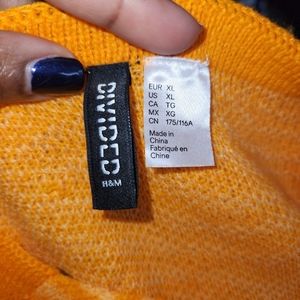 DIVIDED
H&M
EUR XL
US XL
CA TG
MX XG
CN 175/116A
Made in
China
Fabriqué en
Chine